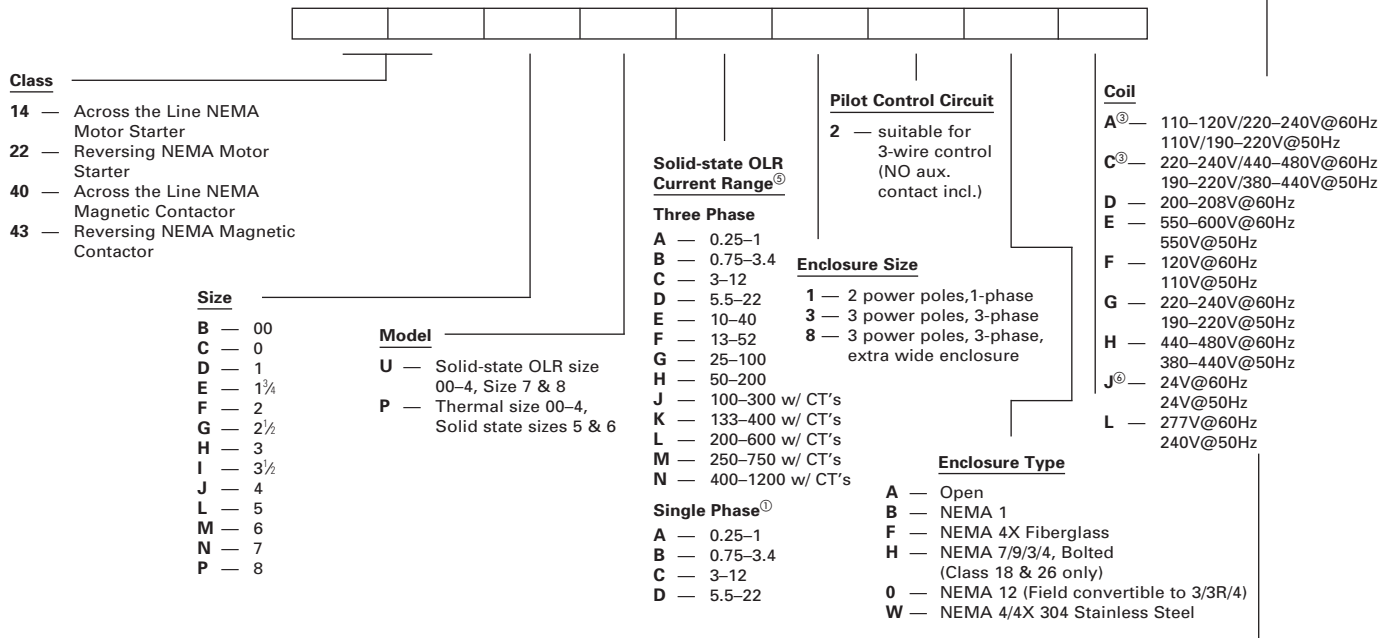 Class
14 — Across the Line NEMA
Motor Starter
22 — Reversing NEMA Motor
Starter
40 — Across the Line NEMA
Magnetic Contactor
43 — Reversing NEMA Magnetic
Contactor
Size
B — 00
C — 0
D — 1
E — 1¾
F — 2
G — 2½
H — 3
I — 3½
J — 4
L — 5
M — 6
N — 7
P — 8
Model
U — Solid-state OLR size
00–4, Size 7 & 8
P — Thermal size 00–4,
Solid state sizes 5 & 6
Solid-state OLR
Current Range⑤
Three Phase
A — 0.25–1
B — 0.75–3.4
C — 3–12
D — 5.5–22
E — 10–40
F — 13–52
G — 25–100
H — 50–200
J — 100–300 w/ CT's
K — 133–400 w/ CT's
L — 200–600 w/ CT's
M — 250–750 w/ CT's
N — 400–1200 w/ CT's
Single Phase①
A — 0.25–1
B — 0.75–3.4
C — 3–12
D — 5.5–22
Enclosure Size
1 — 2 power poles,1-phase
3 — 3 power poles, 3-phase
8 — 3 power poles, 3-phase,
extra wide enclosure
Pilot Control Circuit
2 — suitable for
3-wire control
(NO aux.
contact incl.)
Enclosure Type
A — Open
B — NEMA 1
F — NEMA 4X Fiberglass
H — NEMA 7/9/3/4, Bolted
(Class 18 & 26 only)
0 — NEMA 12 (Field convertible to 3/3R/4)
W — NEMA 4/4X 304 Stainless Steel
Coil
A③— 110–120V/220–240V@60Hz
110V/190–220V@50Hz
C③— 220–240V/440–480V@60Hz
190–220V/380–440V@50Hz
D — 200–208V@60Hz
E — 550–600V@60Hz
550V@50Hz
F — 120V@60Hz
110V@50Hz
G — 220–240V@60Hz
190–220V@50Hz
H — 440–480V@60Hz
380–440V@50Hz
J⑥— 24V@60Hz
24V@50Hz
L — 277V@60Hz
240V@50Hz